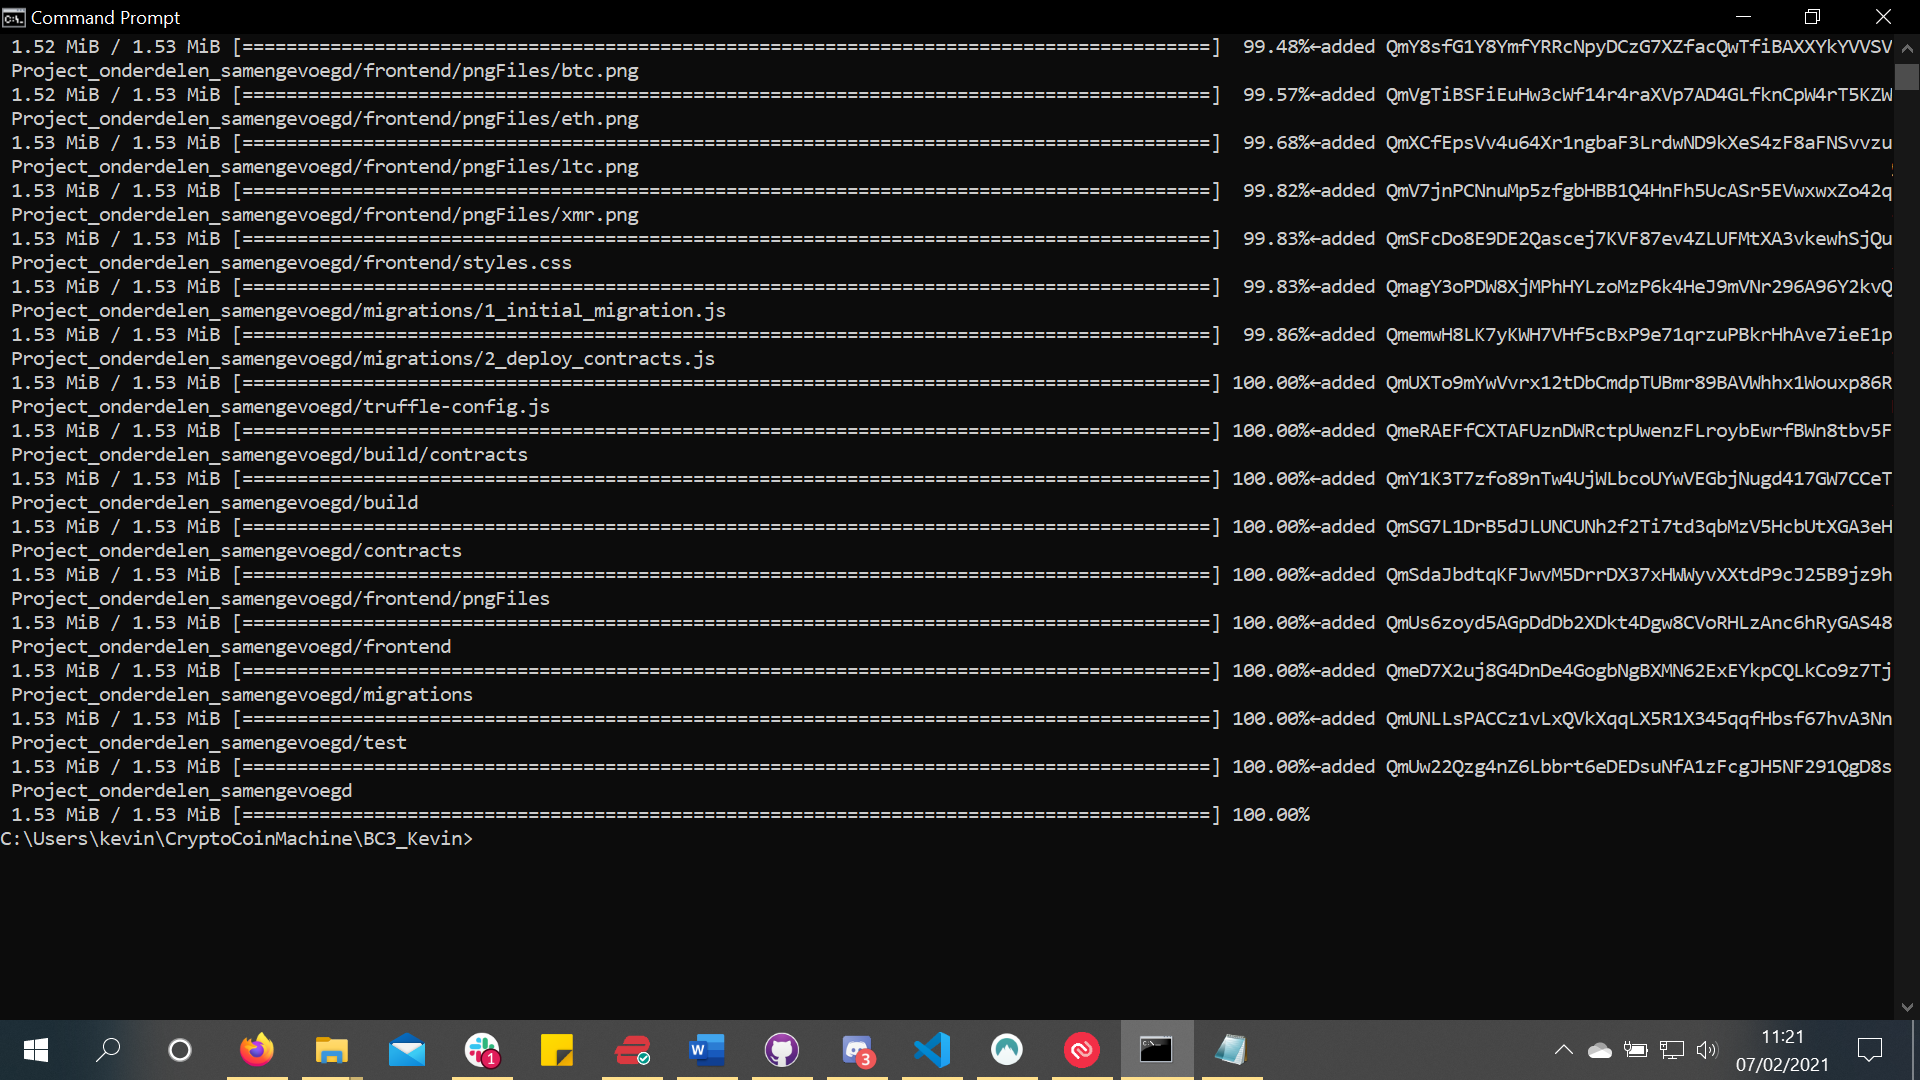 Command Prompt
1.52 MiB / 1.53 MiB [========================================================================================] 99.48%←added QmY8sfG1Y8YmfYRRcNpyDCzG7XZfacQwTfiBAXXYkYVVSV
Project_onderdelen_samengevoegd/frontend/pngFiles/btc.png
1.52 MiB / 1.53 MiB [========================================================================================] 99.57%←added QmVgTiBSFiEuHw3cWf14r4raXVp7AD4GLfknCpW4rT5KZW
Project_onderdelen_samengevoegd/frontend/pngFiles/eth.png
1.53 MiB / 1.53 MiB [========================================================================================] 99.68%←added QmXCfEpsVv4u64Xr1ngbaF3LrdwND9kXeS4zF8aFNSvvzu
Project_onderdelen_samengevoegd/frontend/pngFiles/ltc.png
1.53 MiB / 1.53 MiB [========================================================================================] 99.82%←added QmV7jnPCNnuMp5zfgbHBB1Q4HnFh5UcASr5EVwxwxZo42q
Project_onderdelen_samengevoegd/frontend/pngFiles/xmr.png
1.53 MiB / 1.53 MiB [========================================================================================] 99.83%←added QmSFcDo8E9DE2Qascej7KVF87ev4ZLUFMtXA3vkewhSjQu
Project_onderdelen_samengevoegd/frontend/styles.css
1.53 MiB / 1.53 MiB [========================================================================================] 99.83%←added QmagY3oPDW8XjMPhHYLzoMzP6k4HeJ9mVNr296A96Y2kvQ
Project_onderdelen_samengevoegd/migrations/1_initial_migration.js
1.53 MiB / 1.53 MiB [========================================================================================] 99.86%←added QmemwH8LK7yKWH7VHf5cBxP9e71qrzuPBkrHhAve7ieE1p
Project_onderdelen_samengevoegd/migrations/2_deploy_contracts.js
1.53 MiB / 1.53 MiB [========================================================================================] 100.00%←added QmUXTo9mYwVvrx12tDbCmdpTUBmr89BAVWhhx1Wouxp86R
Project_onderdelen_samengevoegd/truffle-config.js
1.53 MiB / 1.53 MiB [========================================================================================] 100.00%←added QmeRAEFfCXTAFUznDWRctpUwenzFLroybEwrfBWn8tbv5F
Project_onderdelen_samengevoegd/build/contracts
1.53 MiB / 1.53 MiB [========================================================================================] 100.00%←added QmY1K3T7zfo89nTw4UjWLbcoUYwVEGbjNugd417GW7CCeT
Project_onderdelen_samengevoegd/build
1.53 MiB / 1.53 MiB [========================================================================================] 100.00%←added QmSG7L1DrB5dJLUNCUNh2f2Ti7td3qbMzV5HcbUtXGA3eH
Project_onderdelen_samengevoegd/contracts
1.53 MiB / 1.53 MiB [========================================================================================] 100.00%←added QmSdaJbdtqKFJwvM5DrrDX37xHWWyvXXtdP9cJ25B9jz9h
Project_onderdelen_samengevoegd/frontend/pngFiles
1.53 MiB / 1.53 MiB [========================================================================================] 100.00%←added QmUs6zoyd5AGpDdDb2XDkt4Dgw8CVoRHLzAnc6hRyGAS48
Project_onderdelen_samengevoegd/frontend
1.53 MiB / 1.53 MiB [========================================================================================] 100.00%←added QmeD7X2uj8G4DnDe4GogbNgBXMN62ExEYkpCQLkCo9z7Tj
Project_onderdelen_samengevoegd/migrations
1.53 MiB / 1.53 MiB [========================================================================================] 100.00%←added QmUNLLsPACCz1vLxQVkXqqLX5R1X345qqfHbsf67hvA3Nn
Project_onderdelen_samengevoegd/test
1.53 MiB / 1.53 MiB [========================================================================================] 100.00%←added QmUw22Qzg4nZ6Lbbrt6eDEDsuNfA1zFcgJH5NF291QgD8s
Project_onderdelen_samengevoegd
1.53 MiB / 1.53 MiB [========================================================================================] 100.00%
C:\Users\kevin\CryptoCoinMachine\BC3_Kevin>
1
3
11:21
07/02/2021